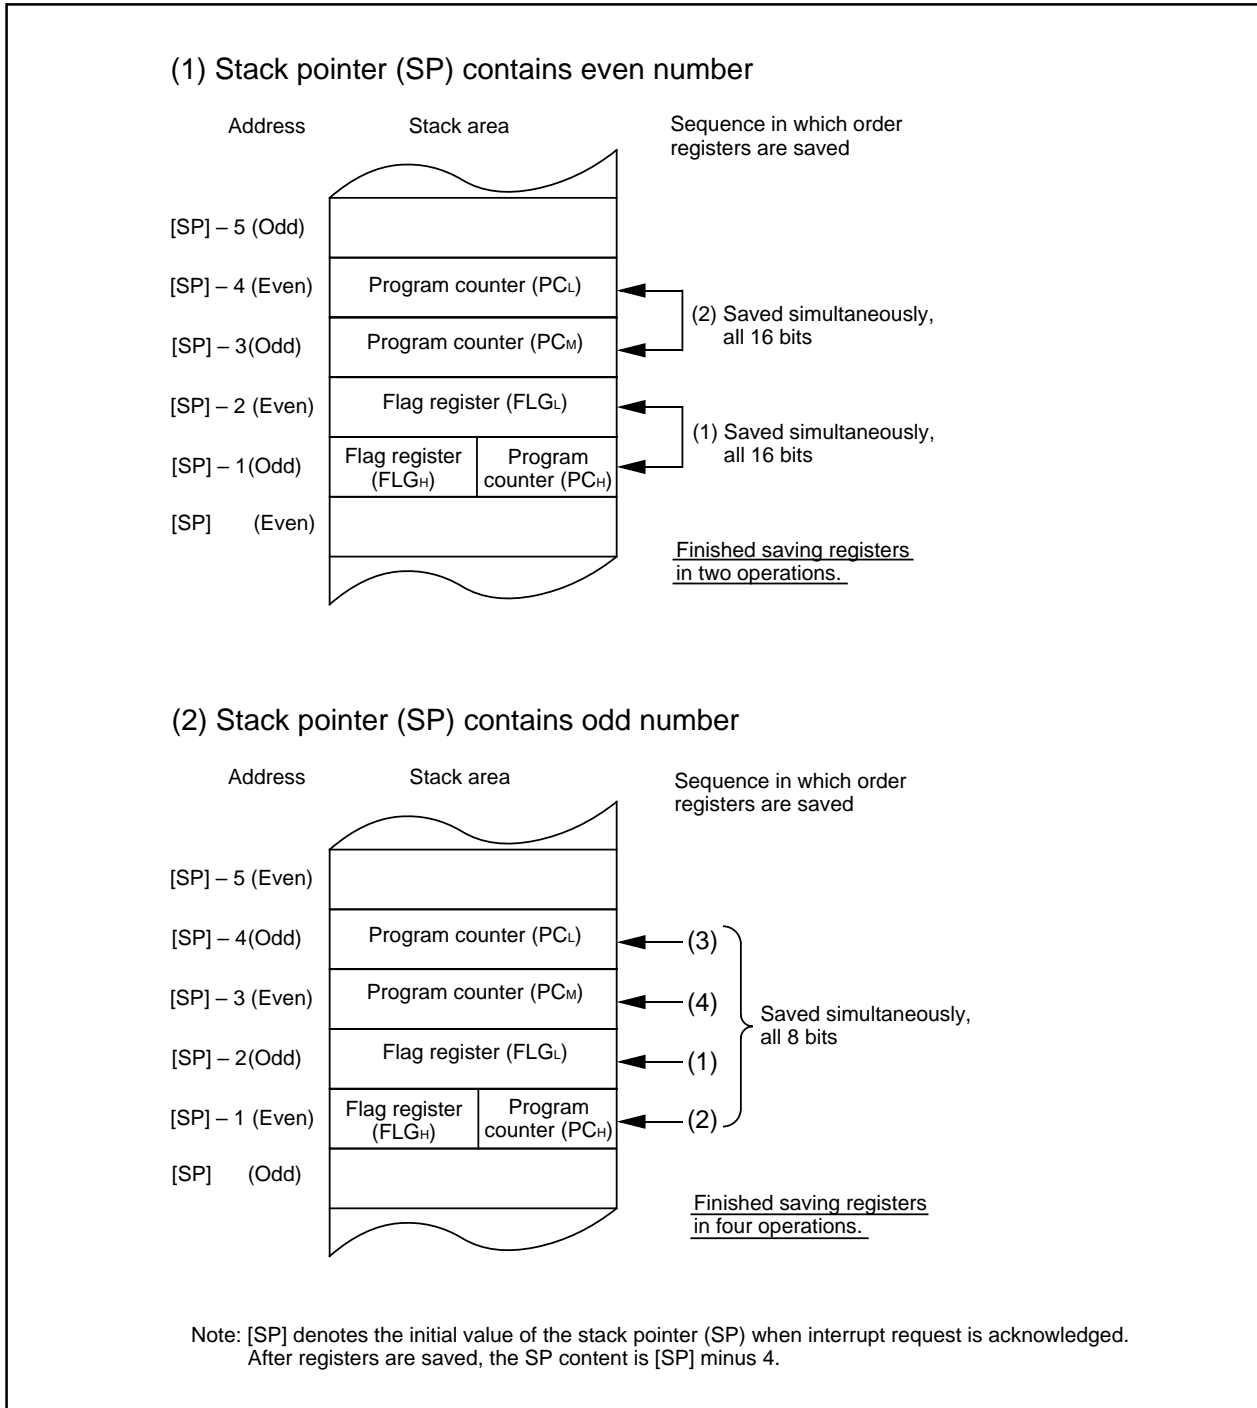 (1) Stack pointer (SP) contains even number
Address
Stack area
Sequence in which order
registers are saved
[SP] – 5 (Odd)
[SP] – 4 (Even)
Program counter (PCL)
[SP] – 3(Odd)
Program counter (PCM)
(2) Saved simultaneously,
all 16 bits
[SP] – 2 (Even)
Flag register (FLGL)
[SP] – 1(Odd)
Flag register
(FLGH)
Program
counter (PCH)
(1) Saved simultaneously,
all 16 bits
[SP] (Even)
Finished saving registers
in two operations.
(2) Stack pointer (SP) contains odd number
Address
Stack area
Sequence in which order
registers are saved
[SP] – 5 (Even)
[SP] – 4(Odd)
Program counter (PCL)
(3)
[SP] – 3 (Even)
Program counter (PCM)
(4)
Saved simultaneously,
all 8 bits
[SP] – 2(Odd)
Flag register (FLGL)
(1)
[SP] – 1 (Even)
Flag register
(FLGH)
Program
counter (PCH)
(2)
[SP] (Odd)
Finished saving registers
in four operations.
Note: [SP] denotes the initial value of the stack pointer (SP) when interrupt request is acknowledged.
After registers are saved, the SP content is [SP] minus 4.